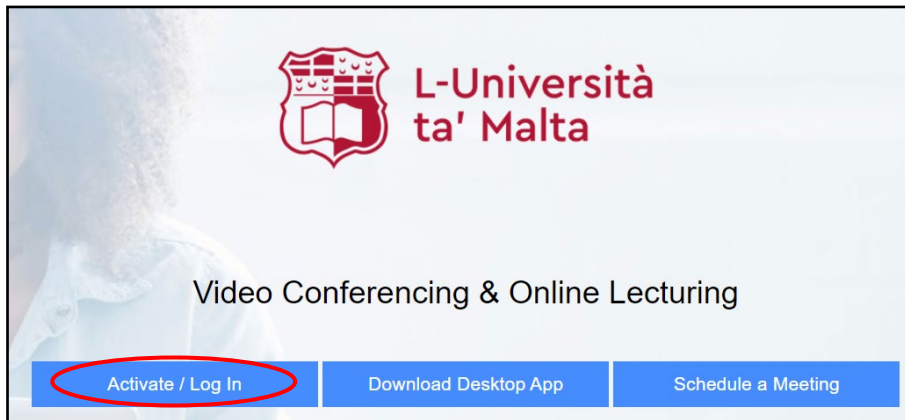 L-Università
ta' Malta
Video Conferencing & Online Lecturing
Activate / Log In
Download Desktop App
Schedule a Meeting